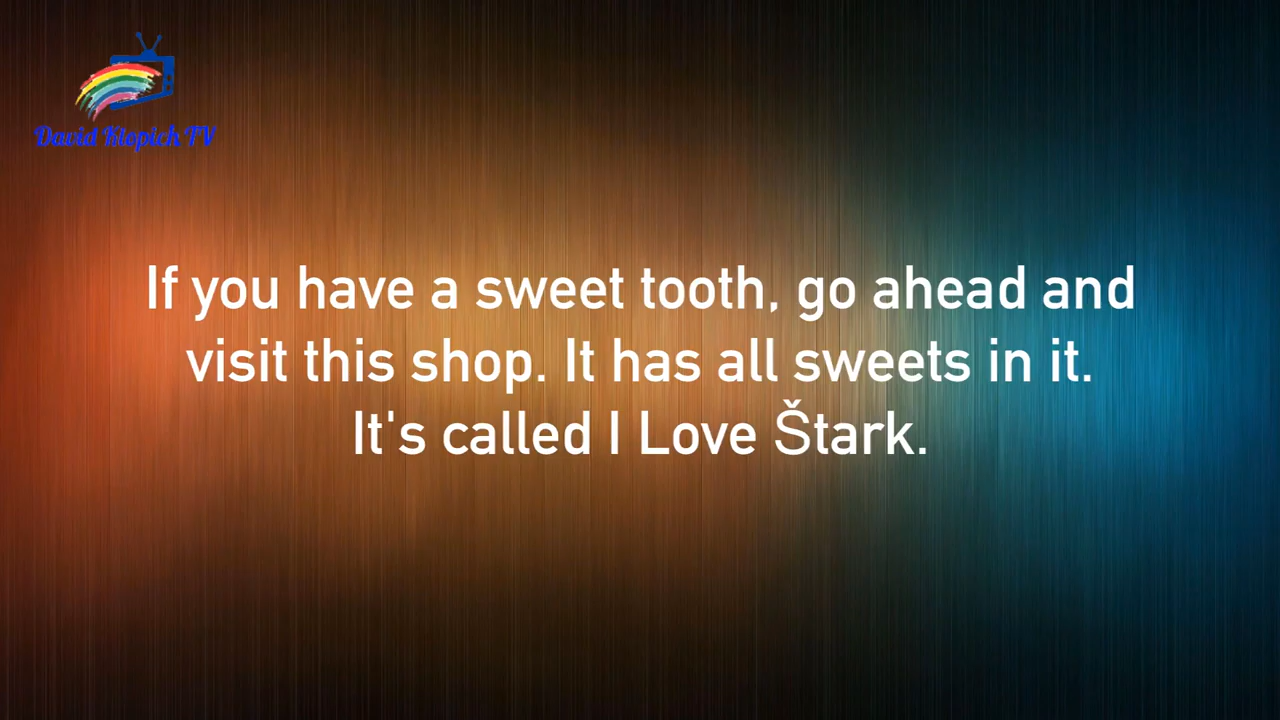 David Klopich TV
If you have a sweet tooth, go ahead and
visit this shop. It has all sweets in it.
It's called I Love Štark.